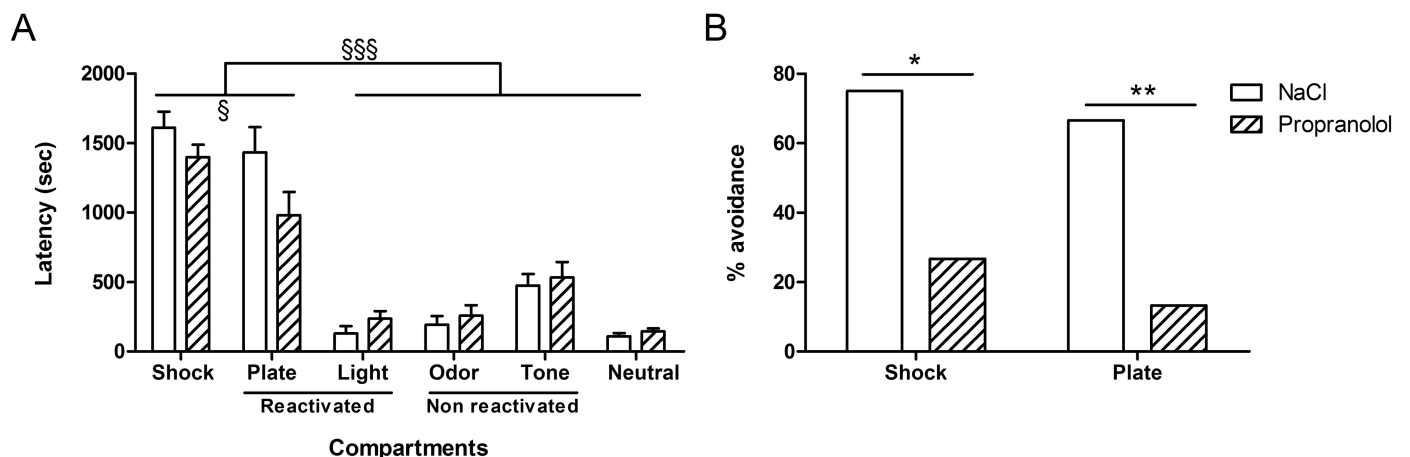 A
§§§
§
2000
1500
1000
500
0
Latency (sec)
Shock Plate Light Odor Tone Neutral
Reactivated Non reactivated
Compartments
B
*
**
80
60
40
20
0
% avoidance
Shock Plate
NaCl
Propranolol